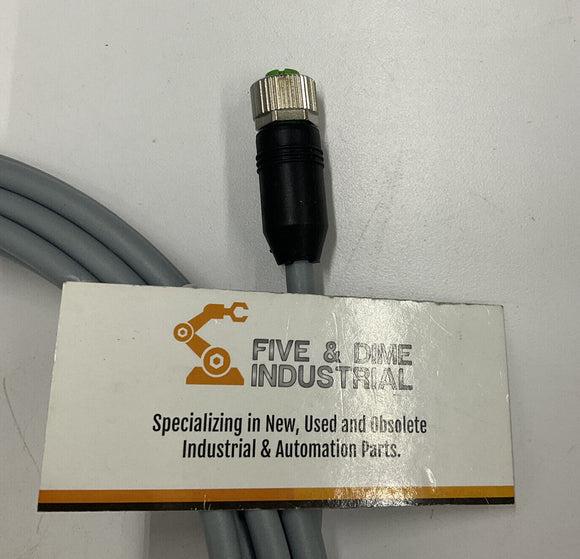 FIVE & DIME
INDUSTRIAL
Specializing in New, Used and Obsolete
Industrial & Automation Parts.